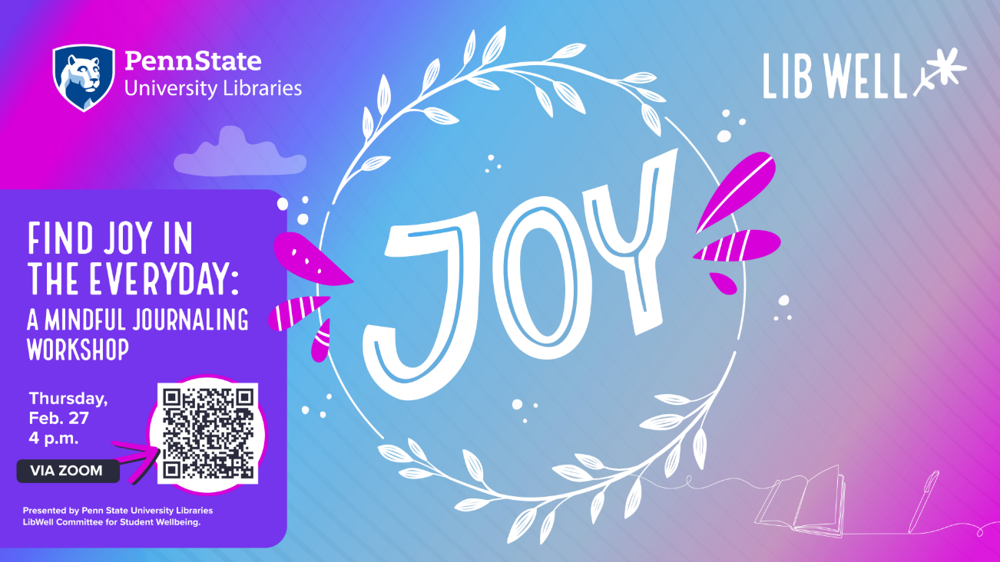 PennState
University Libraries
LIB WELL
JOY
FIND JOY IN
THE EVERYDAY:
A MINDFUL JOURNALING
WORKSHOP
Thursday,
Feb. 27
4 p.m.
VIA ZOOM
Presented by Penn State University Libraries
LibWell Committee for Student Wellbeing.